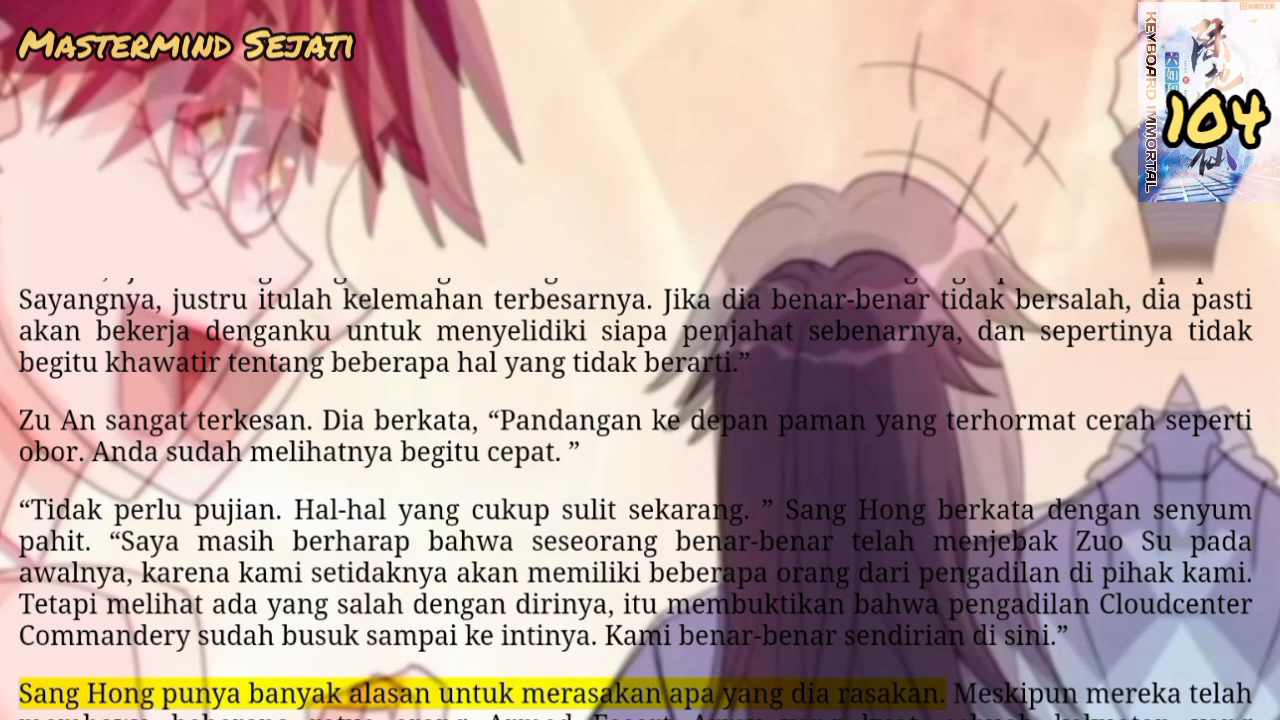 Mastermind Sejati
KEYBOARD IMMORTAL
104
Sayangnya, justru itulah kelemahan terbesarnya. Jika dia benar-benar tidak bersalah, dia pasti
akan bekerja denganku untuk menyelidiki siapa penjahat sebenarnya, dan sepertinya tidak
begitu khawatir tentang beberapa hal yang tidak berarti.”
Zu An sangat terkesan. Dia berkata, “Pandangan ke depan paman yang terhormat cerah seperti
obor. Anda sudah melihatnya begitu cepat. ”
“Tidak perlu pujian. Hal-hal yang cukup sulit sekarang. ” Sang Hong berkata dengan senyum
pahit. “Saya masih berharap bahwa seseorang benar-benar telah menjebak Zuo Su pada
awalnya, karena kami setidaknya akan memiliki beberapa orang dari pengadilan di pihak kami.
Tetapi melihat ada yang salah dengan dirinya, itu membuktikan bahwa pengadilan Cloudcenter
Commandery sudah busuk sampai ke intinya. Kami benar-benar sendirian di sini.”
Sang Hong punya banyak alasan untuk merasakan apa yang dia rasakan. Meskipun mereka telah